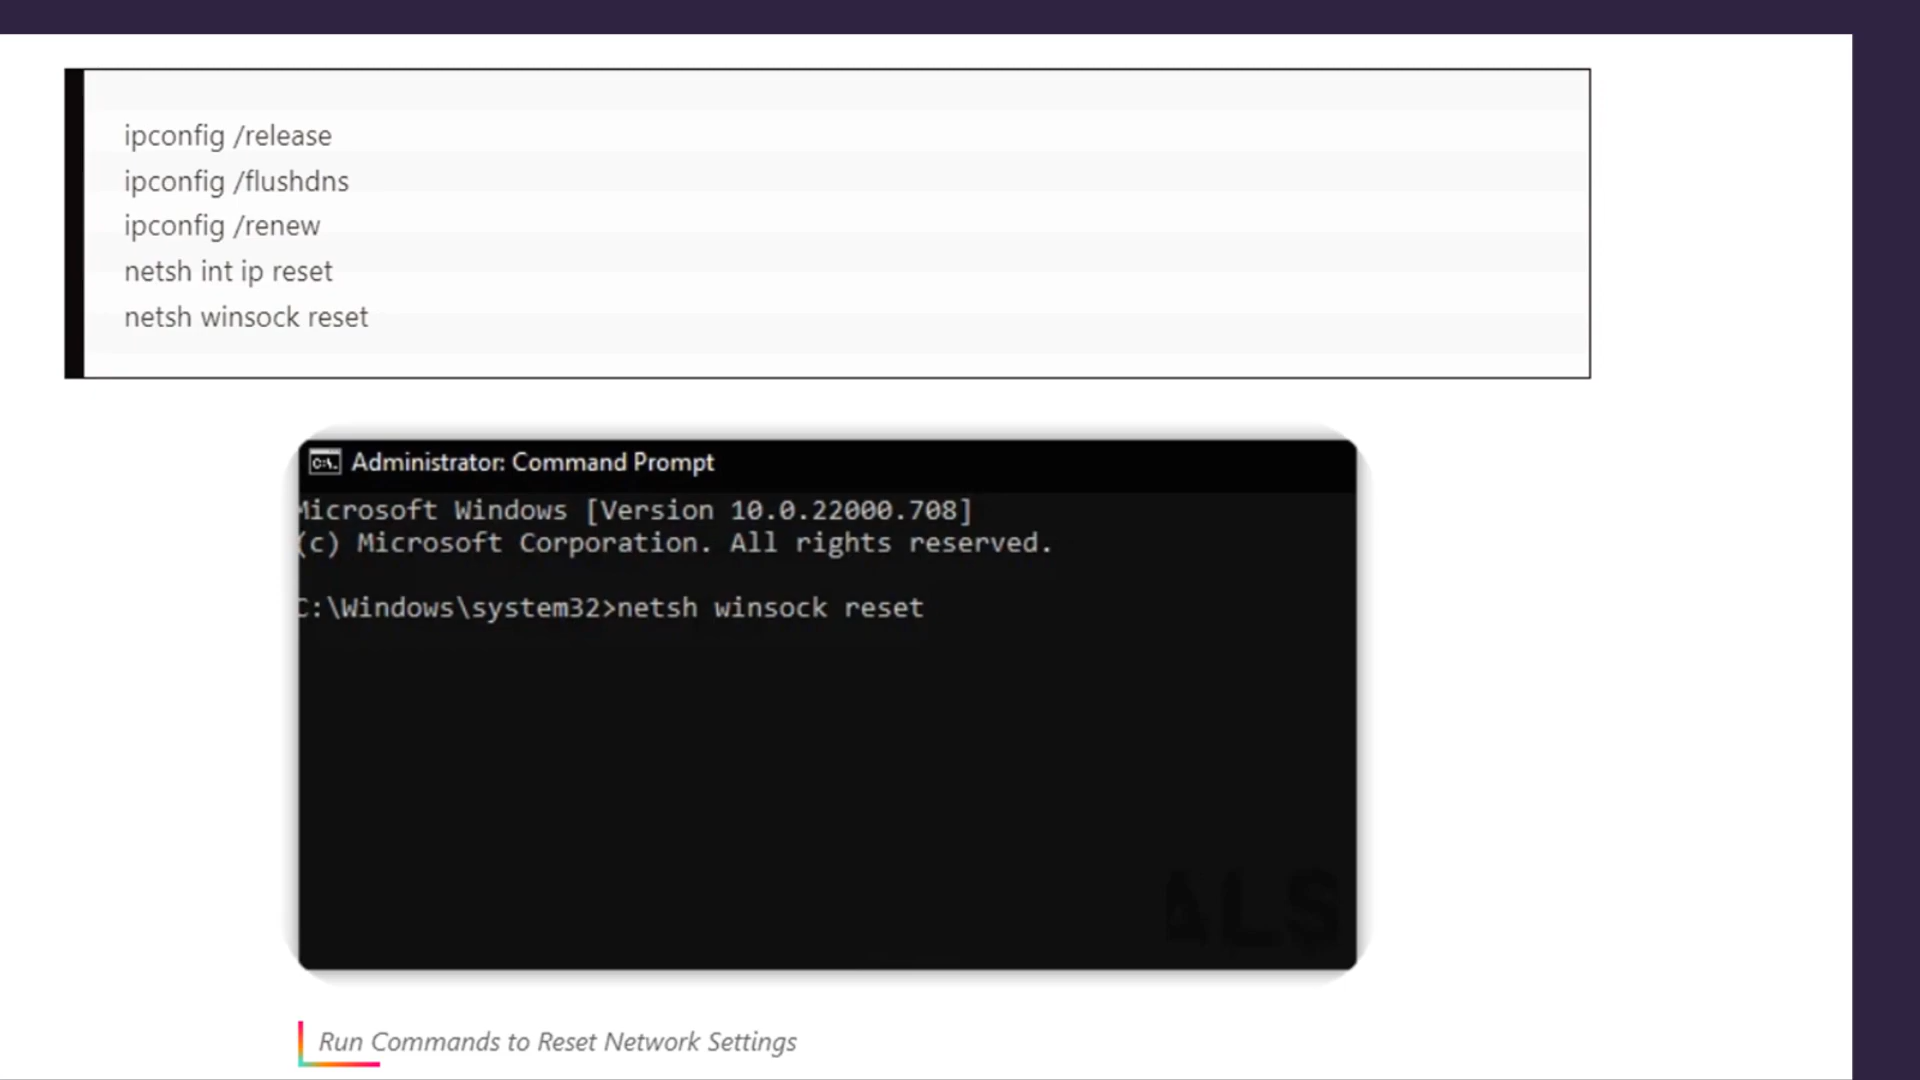 ipconfig /release
ipconfig /flushdns
ipconfig /renew
netsh int ip reset
netsh winsock reset
Administrator: Command Prompt
Microsoft Windows [Version 10.0.22000.708]
(c) Microsoft Corporation. All rights reserved.
C:\Windows\system32>netsh winsock reset
ALS
Run Commands to Reset Network Settings